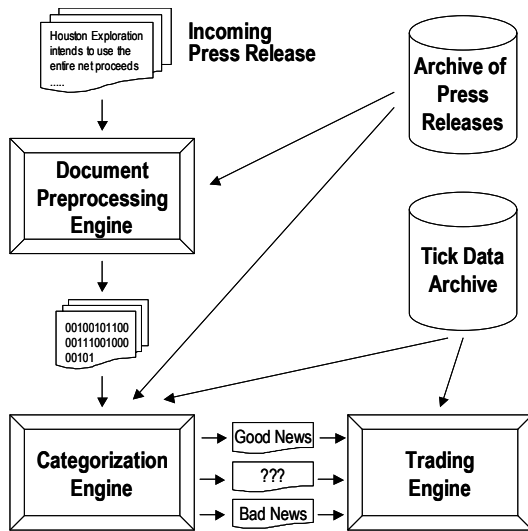 Houston Exploration
intends to use the
entire net proceeds
.....
Incoming
Press Release
Archive of
Press
Releases
Document
Preprocessing
Engine
Tick Data
Archive
00100101100
00111001000
00101
Categorization
Engine
Good News
???
Bad News
Trading
Engine